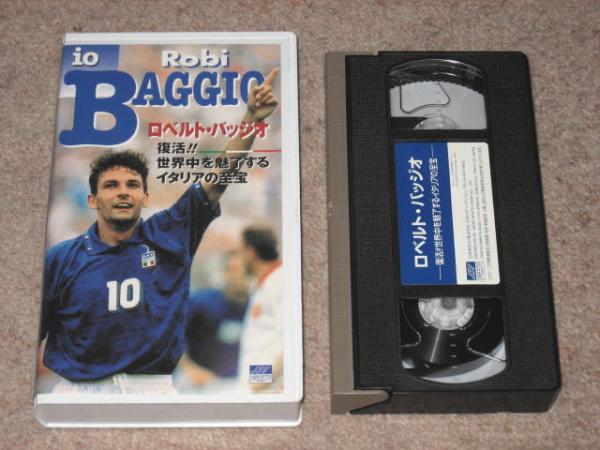 io
Robi
BAGGIO
ロベルト・バッジオ
復活!!
世界中を魅了する
イタリアの至宝
10
ロベルト・バッジオ
復活!!世界中を魅了するイタリアの至宝